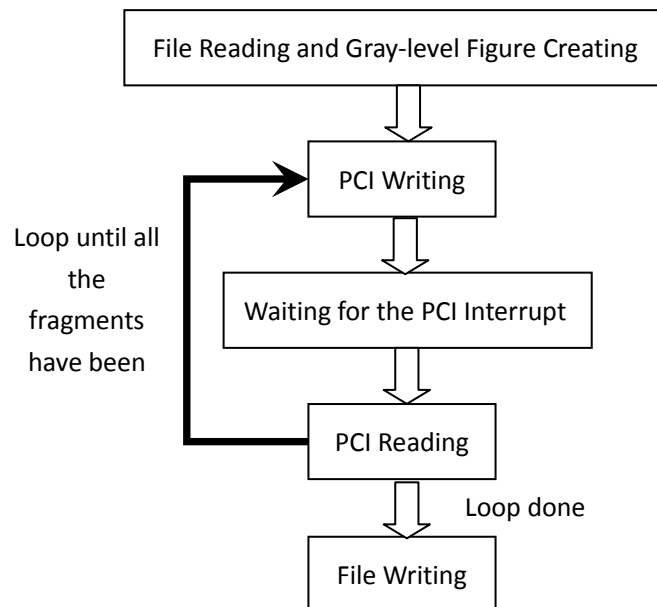 File Reading and Gray-level Figure Creating
PCI Writing
Loop until all
the
fragments
have been
Waiting for the PCI Interrupt
PCI Reading
Loop done
File Writing